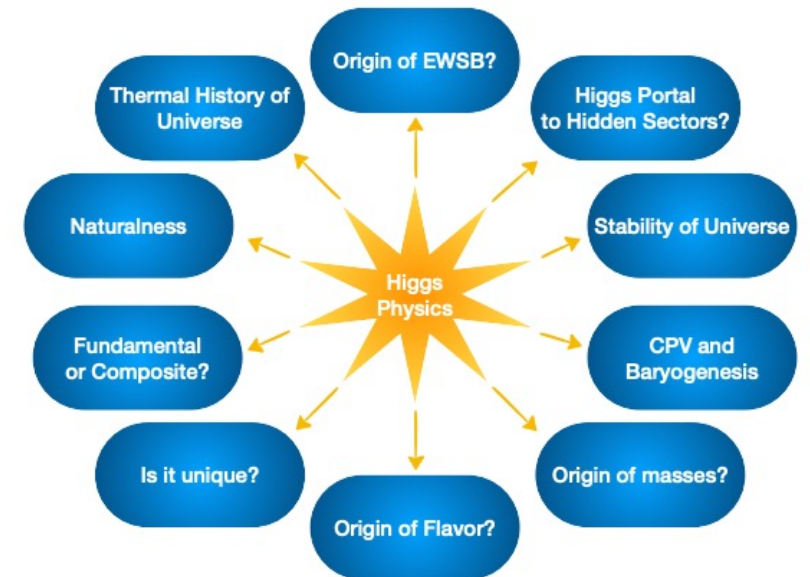 Origin of EWSB?
Thermal History of
Universe
Higgs Portal
to Hidden Sectors?
Naturalness
Stability of Universe
Higgs
Physics
Fundamental
or Composite?
CPV and
Baryogenesis
Is it unique?
Origin of masses?
Origin of Flavor?